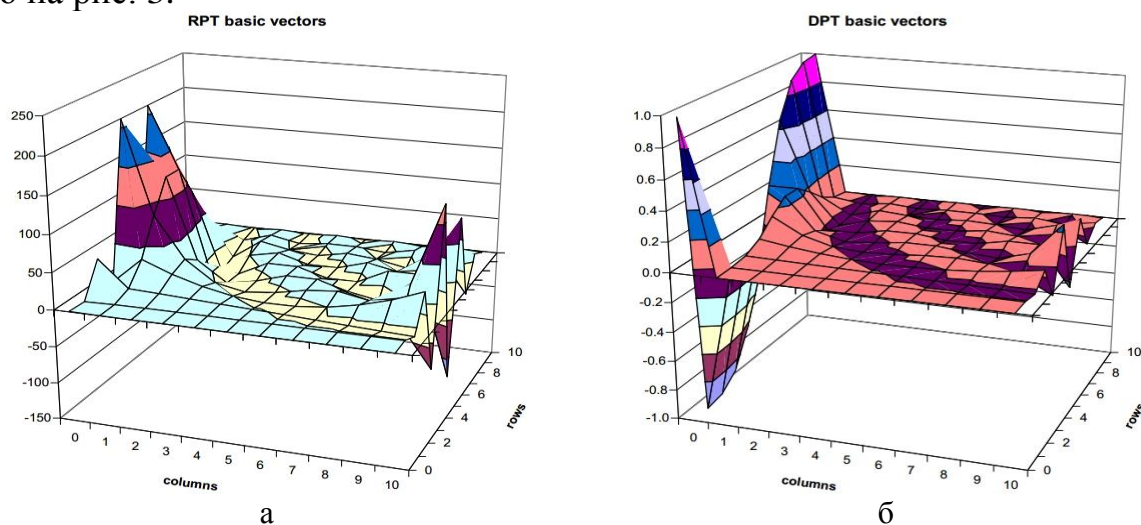 на рис. 3.
RPT basic vectors
250
200
150
100
50
0
-50
-100
-150
0 1 2 3 4 5 6 7 8 9 10
columns
0 2 4 6 8 10
rows
а
DPT basic vectors
1.0
0.8
0.6
0.4
0.2
0.0
-0.2
-0.4
-0.6
-0.8
-1.0
0 1 2 3 4 5 6 7 8 9 10
columns
0 2 4 6 8 10
rows
б